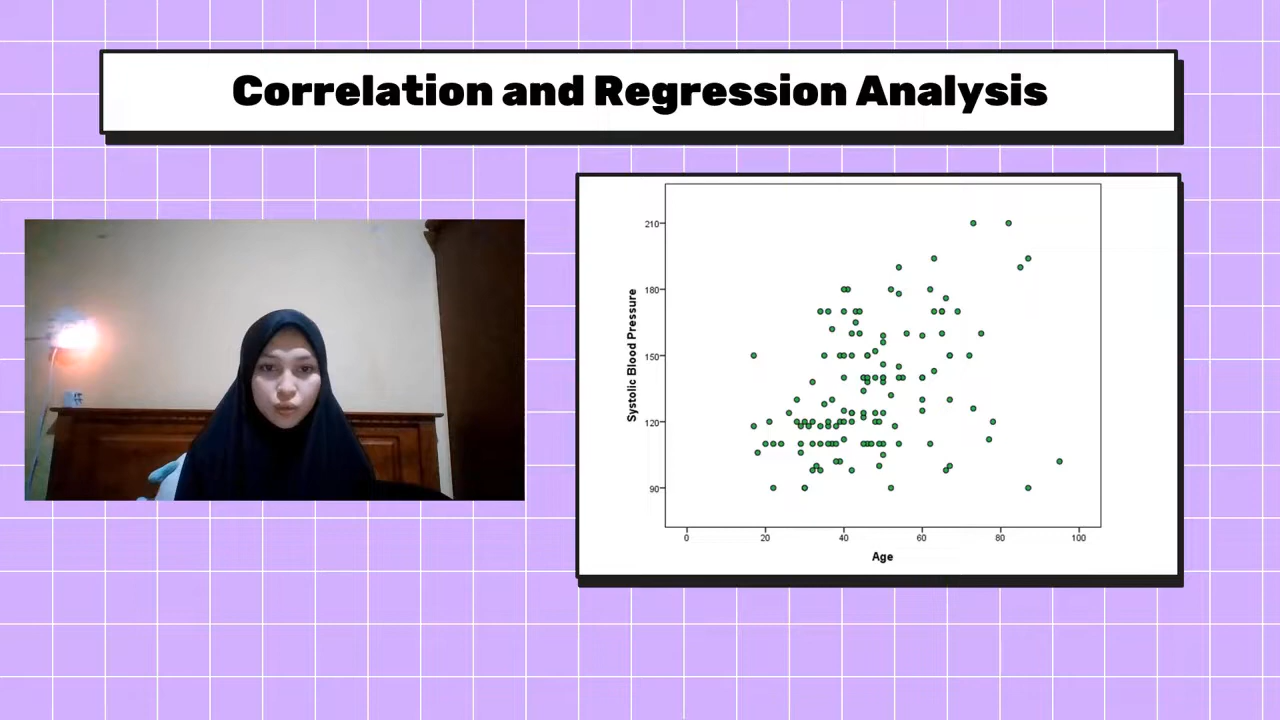 Correlation and Regression Analysis
210
180
150
120
90
Systolic Blood Pressure
0 20 40 60 80 100
Age